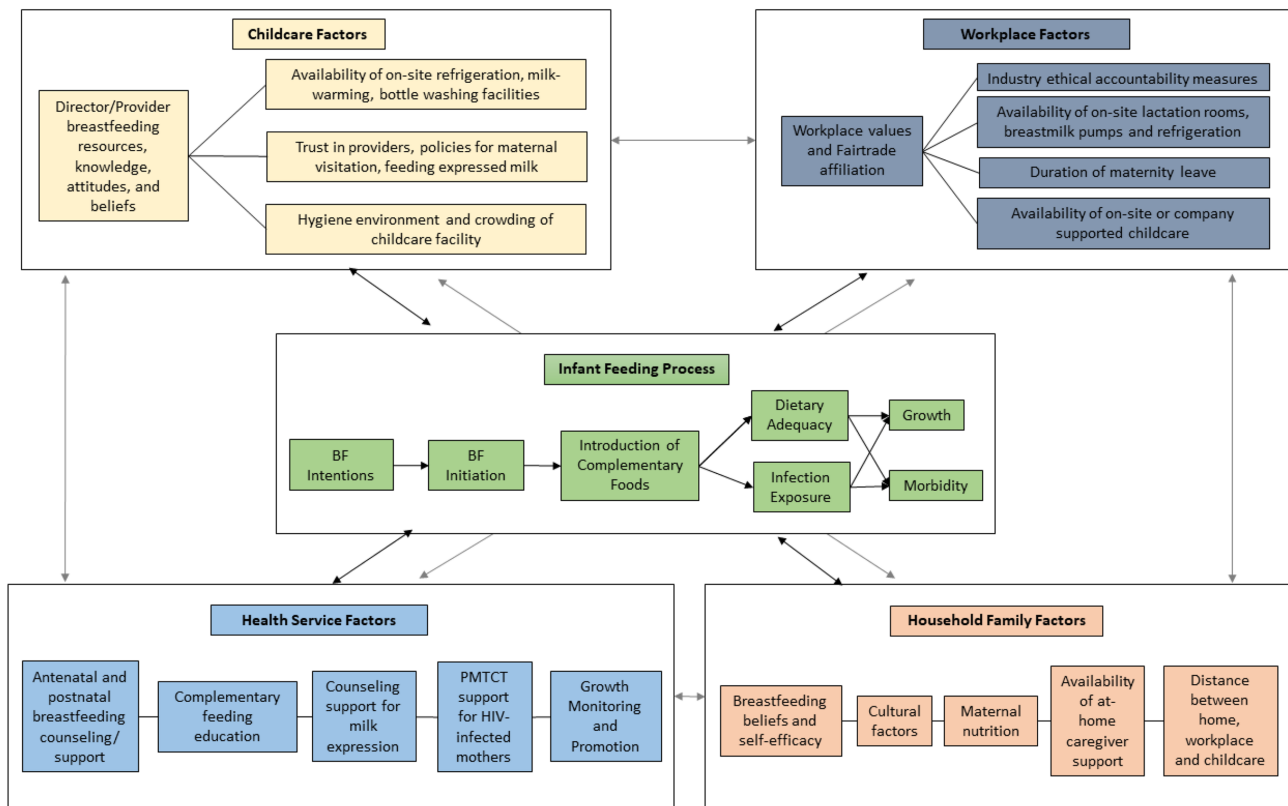 Childcare Factors
Director/Provider
breastfeeding
resources,
knowledge,
attitudes, and
beliefs
Availability of on-site refrigeration, milk-
warming, bottle washing facilities
Trust in providers, policies for maternal
visitation, feeding expressed milk
Hygiene environment and crowding of
childcare facility
Workplace Factors
Workplace values
and Fairtrade
affiliation
Industry ethical accountability measures
Availability of on-site lactation rooms,
breastmilk pumps and refrigeration
Duration of maternity leave
Availability of on-site or company
supported childcare
Infant Feeding Process
BF
Intentions
BF
Initiation
Introduction of
Complementary
Foods
Dietary
Adequacy
Infection
Exposure
Growth
Morbidity
Health Service Factors
Antenatal and
postnatal
breastfeeding
counseling/
support
Complementary
feeding
education
Counseling
support for
milk
expression
PMTCT
support
for HIV-
infected
mothers
Growth
Monitoring
and
Promotion
Household Family Factors
Breastfeeding
beliefs and
self-efficacy
Cultural
factors
Maternal
nutrition
Availability
of at-
home
caregiver
support
Distance
between
home,
workplace
and childcare